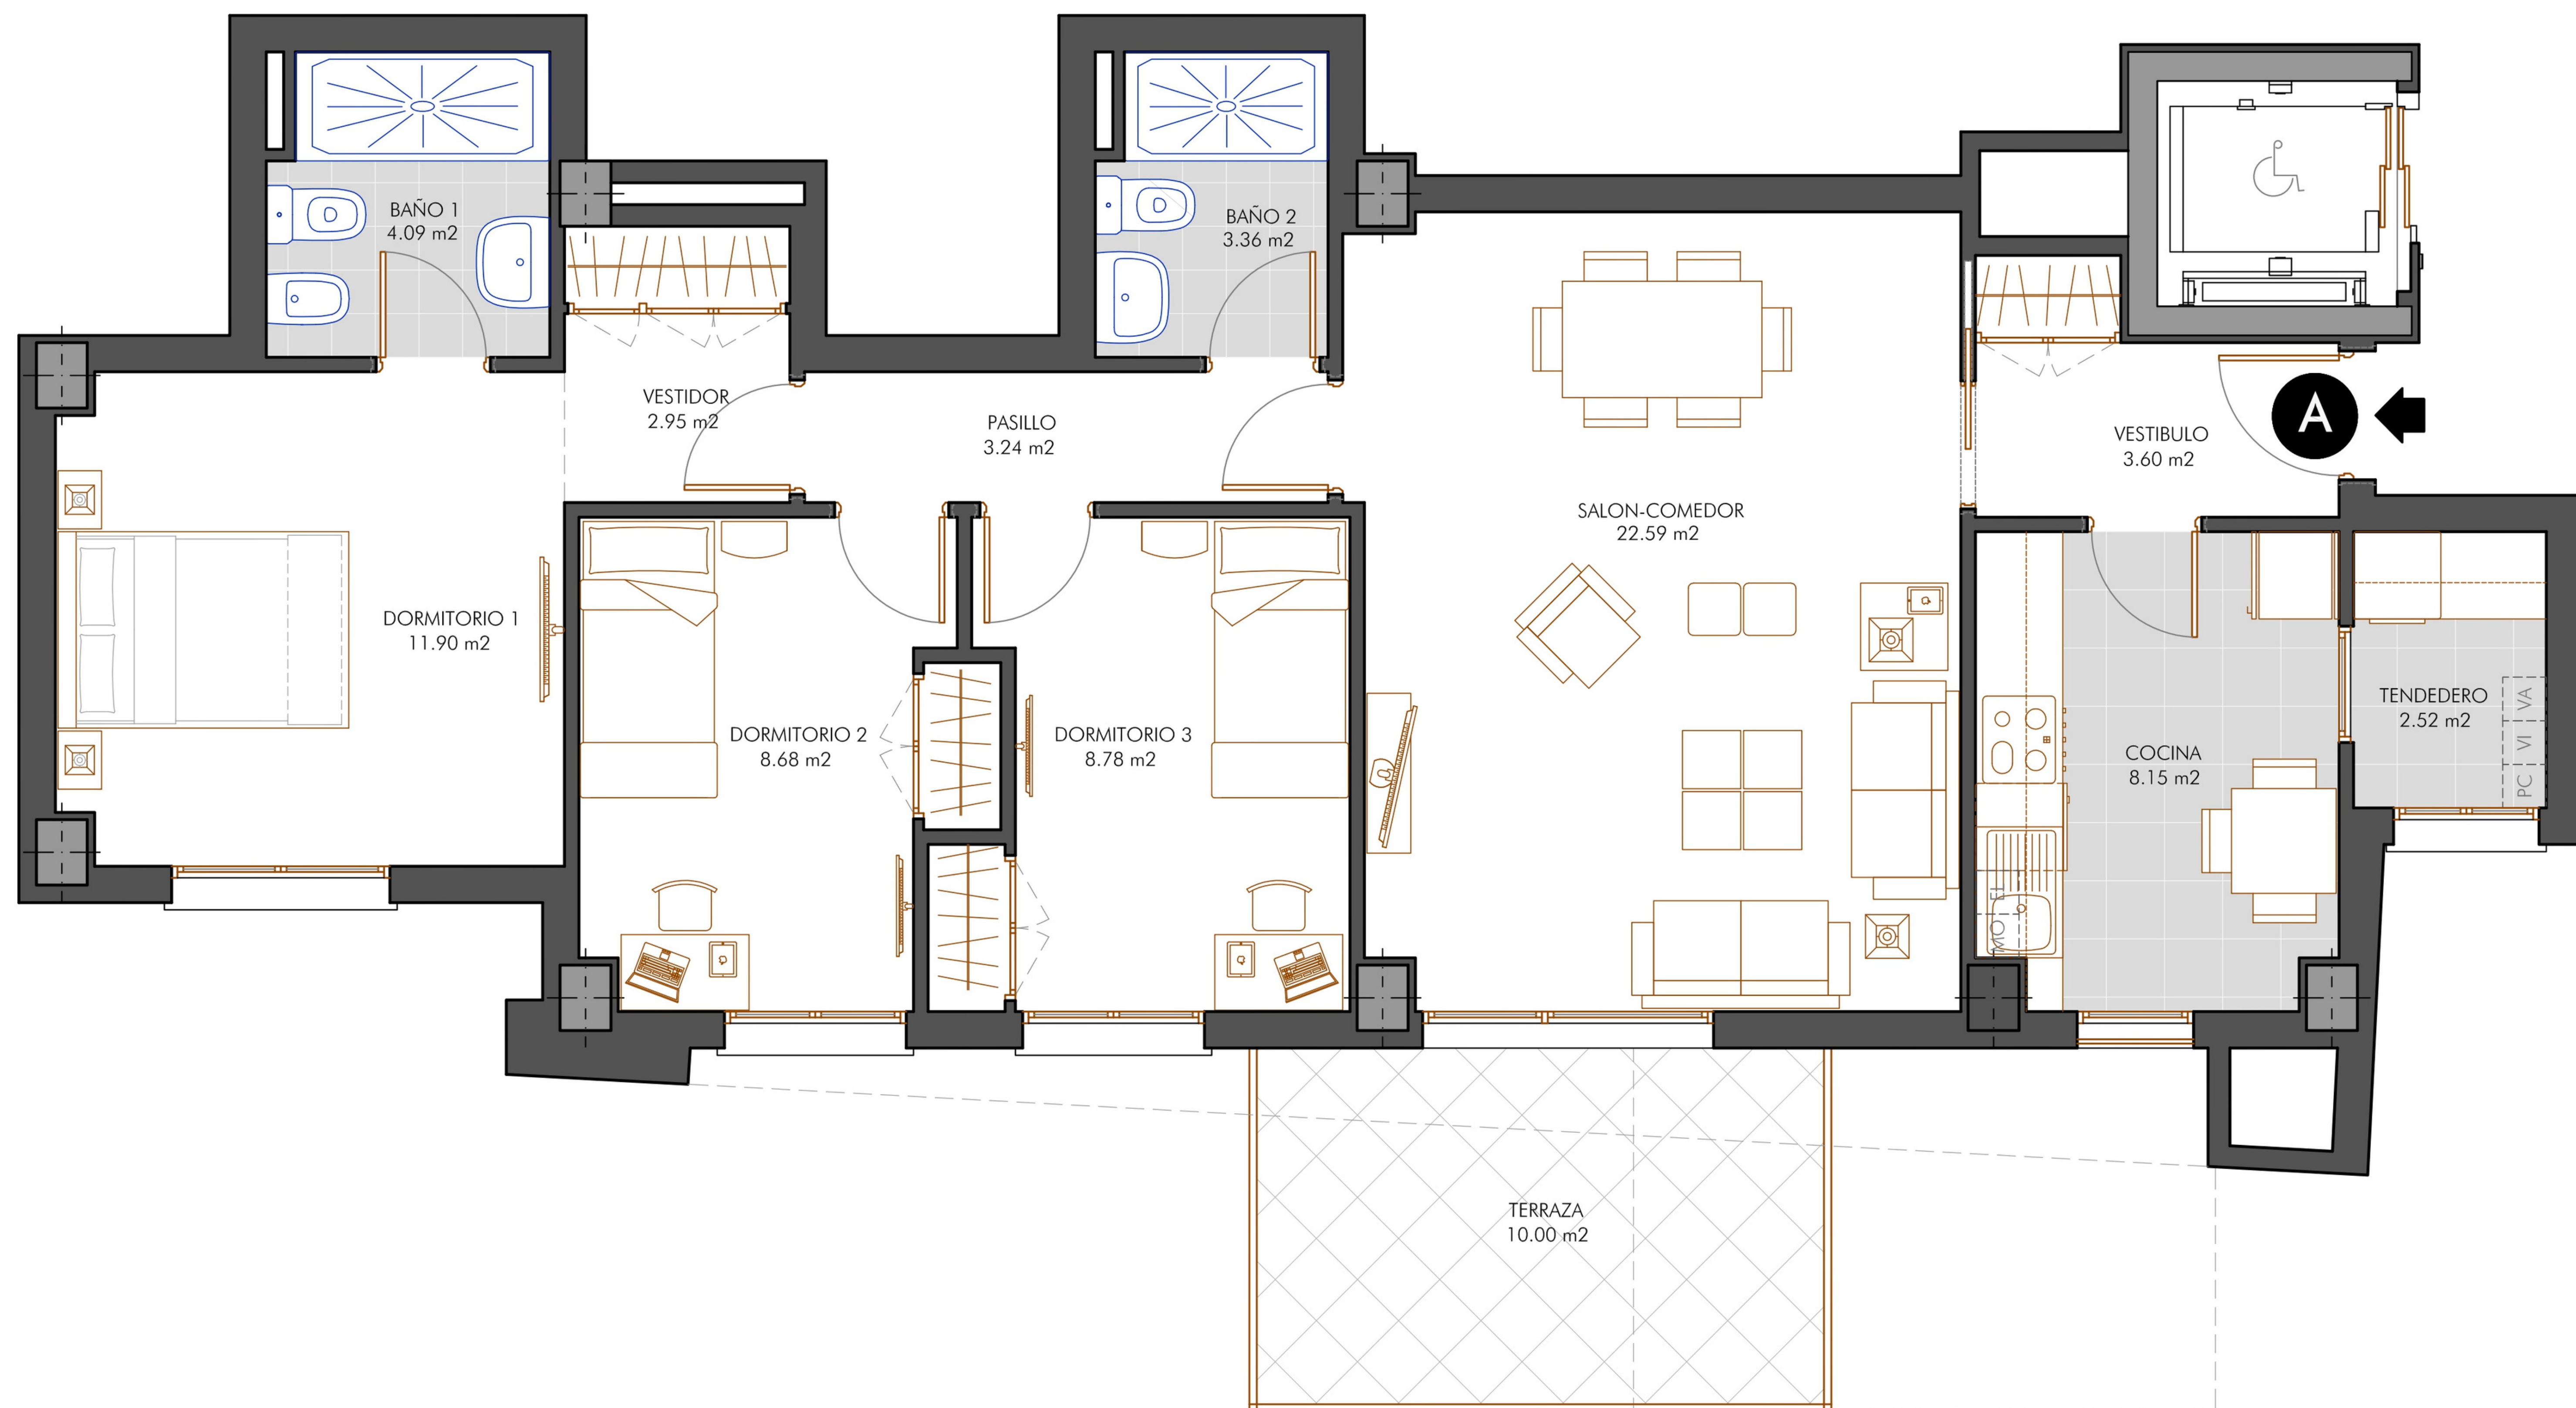 BAÑO 1
4.09 m2
BAÑO 2
3.36 m2
VESTIDOR
2.95 m2
PASILLO
3.24 m2
A
VESTIBULO
3.60 m2
SALON-COMEDOR
22.59 m2
DORMITORIO 1
11.90 m2
DORMITORIO 2
8.68 m2
DORMITORIO 3
8.78 m2
COCINA
8.15 m2
TENDEDERO
2.52 m2
PC VI VA
MO EL
TERRAZA
10.00 m2